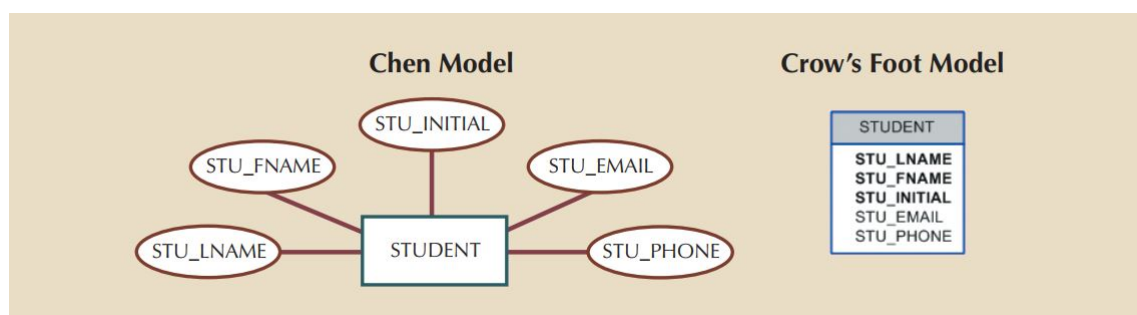 Chen Model
STU_INITIAL
STU_FNAME
STU_EMAIL
STU_LNAME
STUDENT
STU_PHONE
Crow's Foot Model
STUDENT
STU_LNAME
STU_FNAME
STU_INITIAL
STU_EMAIL
STU_PHONE